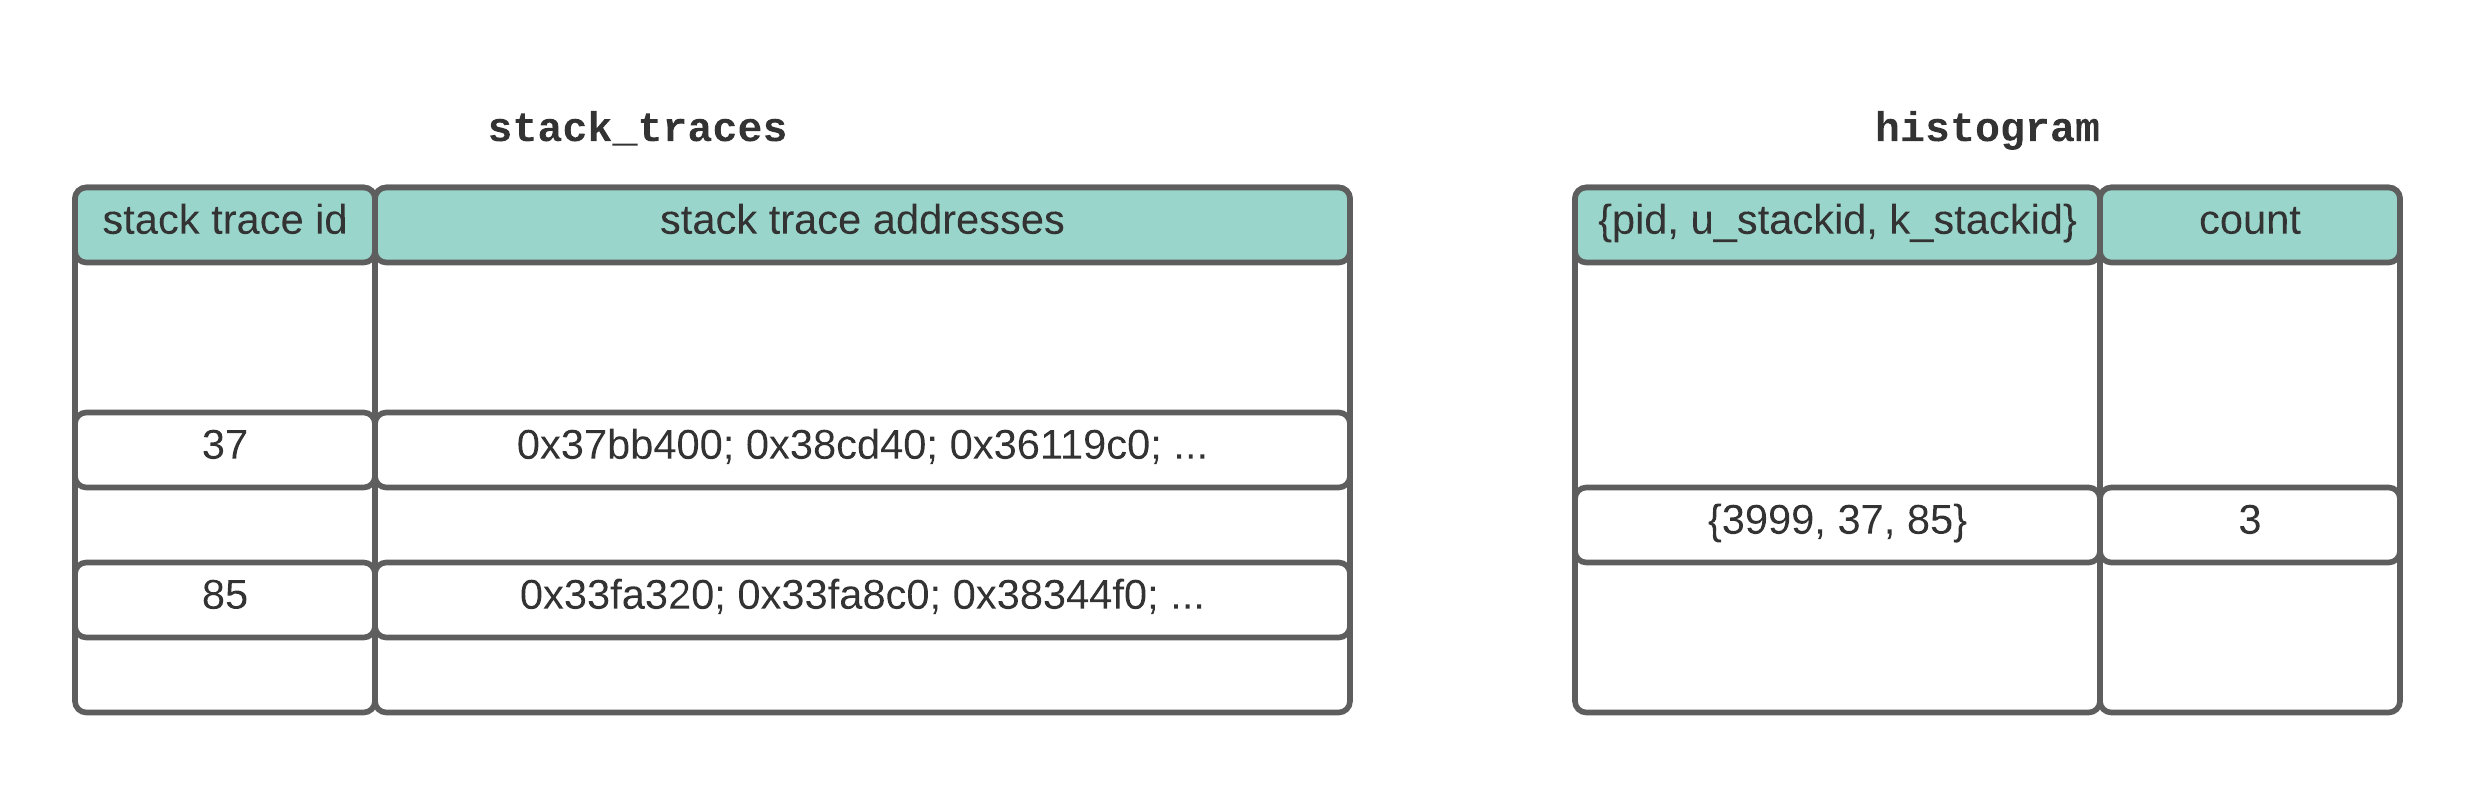 stack_traces
stack trace id stack trace addresses
37 0x37bb400; 0x38cd40; 0x36119c0; ...
85 0x33fa320; 0x33fa8c0; 0x38344f0; ...
histogram
{pid, u_stackid, k_stackid} count
{3999, 37, 85} 3